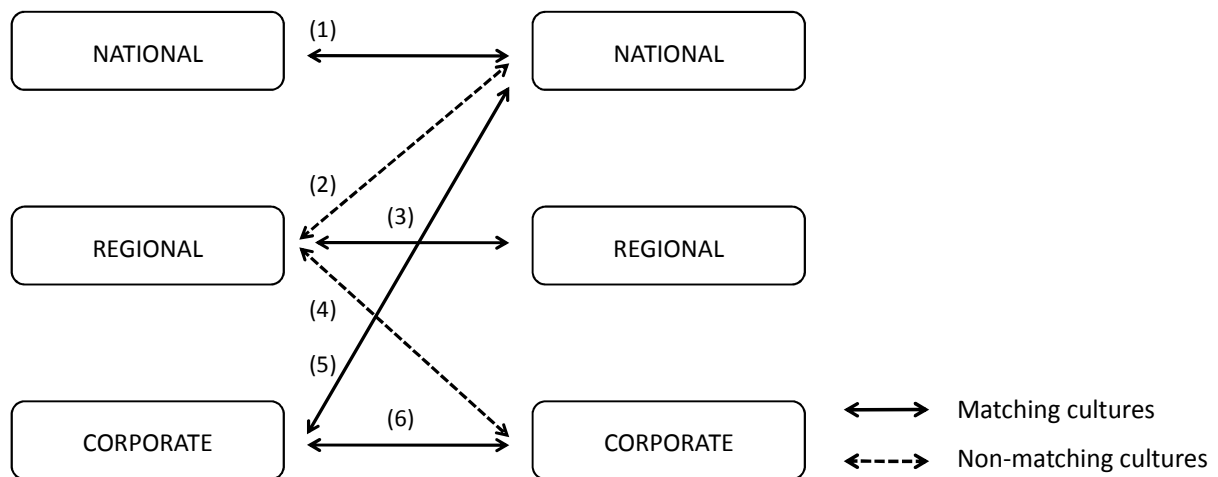 (1)
NATIONAL
NATIONAL
(2)
(3)
REGIONAL
REGIONAL
(4)
(5)
(6)
CORPORATE
CORPORATE
Matching cultures
Non-matching cultures